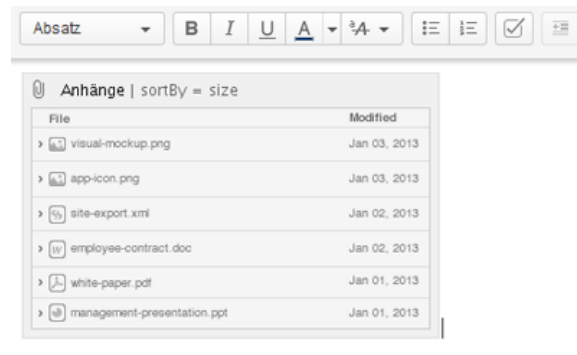 Absatz B I U A ªA
Anhänge | sortBy = size
File Modified
visual-mockup.png Jan 03, 2013
app-icon.png Jan 03, 2013
site-export.xml Jan 02, 2013
employee-contract.doc Jan 02, 2013
white-paper.pdf Jan 01, 2013
management-presentation.ppt Jan 01, 2013